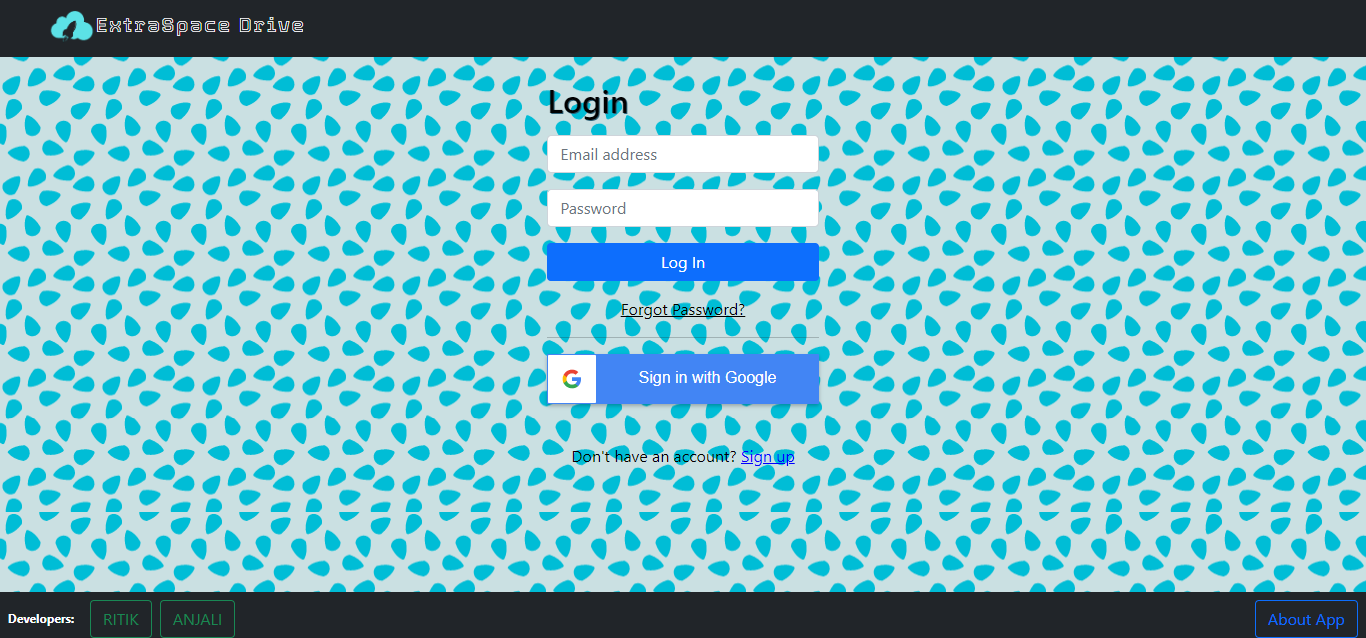 ExtraSpace Drive
Login
Email address
Password
Log In
Forgot Password?
Sign in with Google
Don't have an account? Sign up
Developers: RITIK ANJALI About App